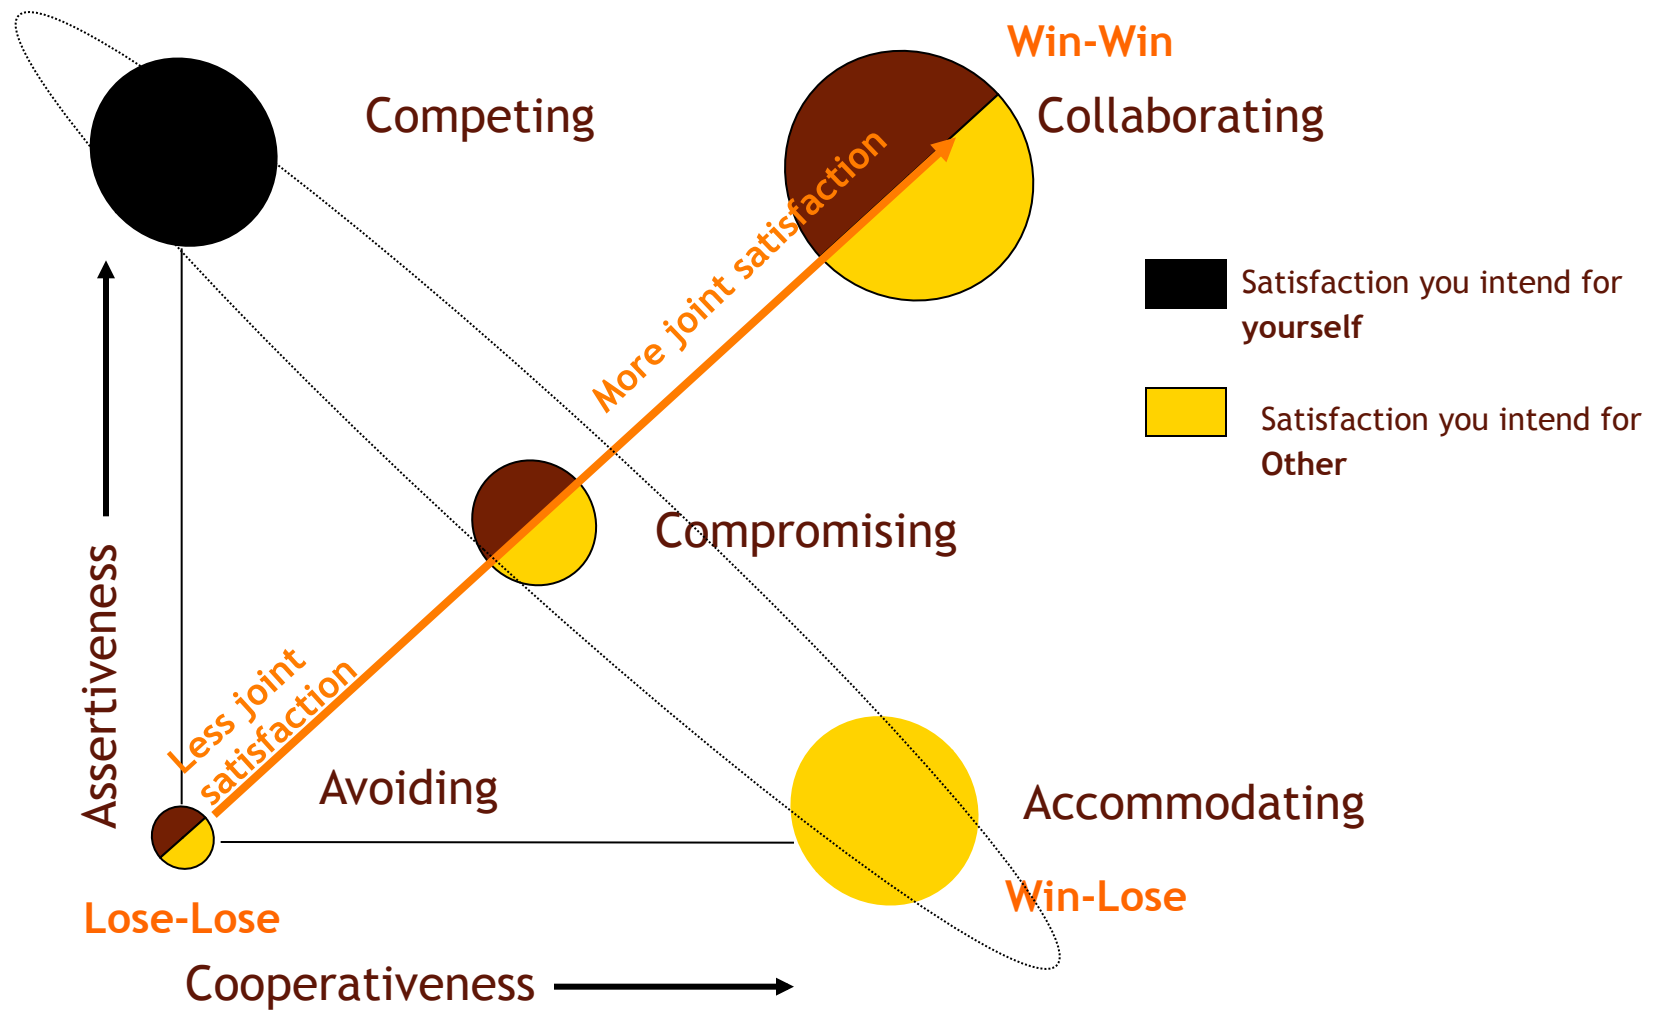 Win-Win
Competing
Collaborating
More joint satisfaction
Satisfaction you intend for
yourself
Satisfaction you intend for
Other
Compromising
Assertiveness
Less joint
satisfaction
Avoiding
Accommodating
Win-Lose
Lose-Lose
Cooperativeness